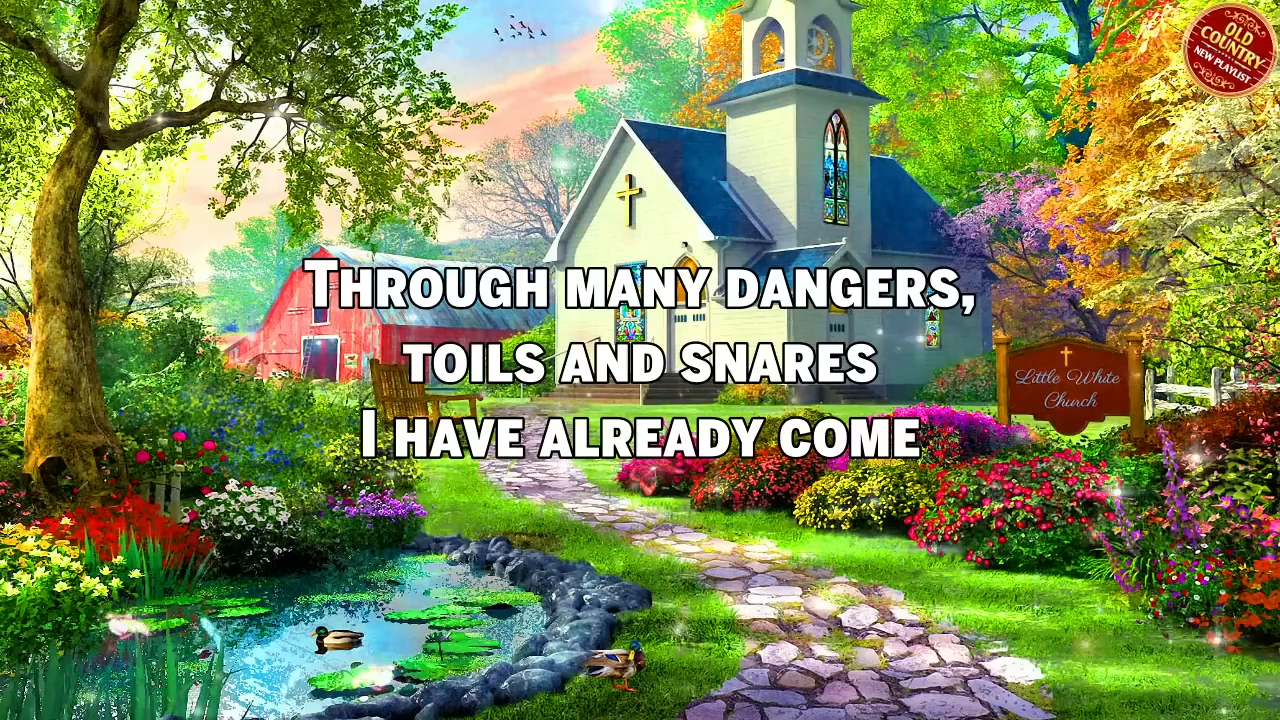 OLD
COUNTRY
NEW PLAYLIST
THROUGH MANY DANGERS,
TOILS AND SNARES
I HAVE ALREADY COME
Little White
Church